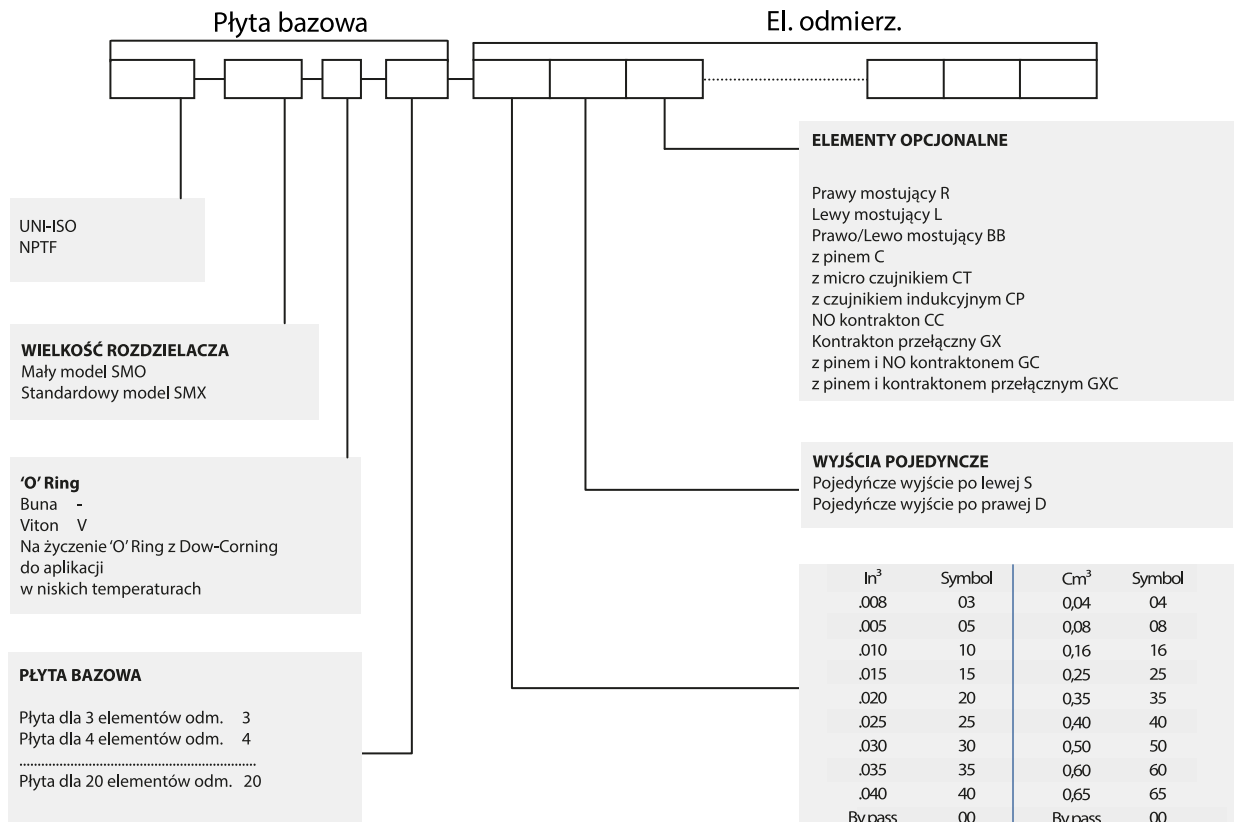 Płyta bazowa
El. odmierz.
UNI-ISO
NPTF
WIELKOŚĆ ROZDZIELACZA
Mały model SMO
Standardowy model SMX
‘O’ Ring
Buna -
Viton V
Na życzenie ‘O’ Ring z Dow-Corning
do aplikacji
w niskich temperaturach
PŁYTA BAZOWA
Płyta dla 3 elementów odm. 3
Płyta dla 4 elementów odm. 4
................................................................
Płyta dla 20 elementów odm. 20
ELEMENTY OPCJONALNE
Prawy mostujący R
Lewy mostujący L
Prawo/Lewo mostujący BB
z pinem C
z micro czujnikiem CT
z czujnikiem indukcyjnym CP
NO kontrakton CC
Kontrakton przełączny GX
z pinem i NO kontraktonem GC
z pinem i kontraktonem przełącznym GXC
WYJŚCIA POJEDYNCZE
Pojedyńcze wyjście po lewej S
Pojedyńcze wyjście po prawej D
In³ Symbol Cm³ Symbol
.008 03 0,04 04
.005 05 0,08 08
.010 10 0,16 16
.015 15 0,25 25
.020 20 0,35 35
.025 25 0,40 40
.030 30 0,50 50
.035 35 0,60 60
.040 40 0,65 65
By pass 00 By pass 00